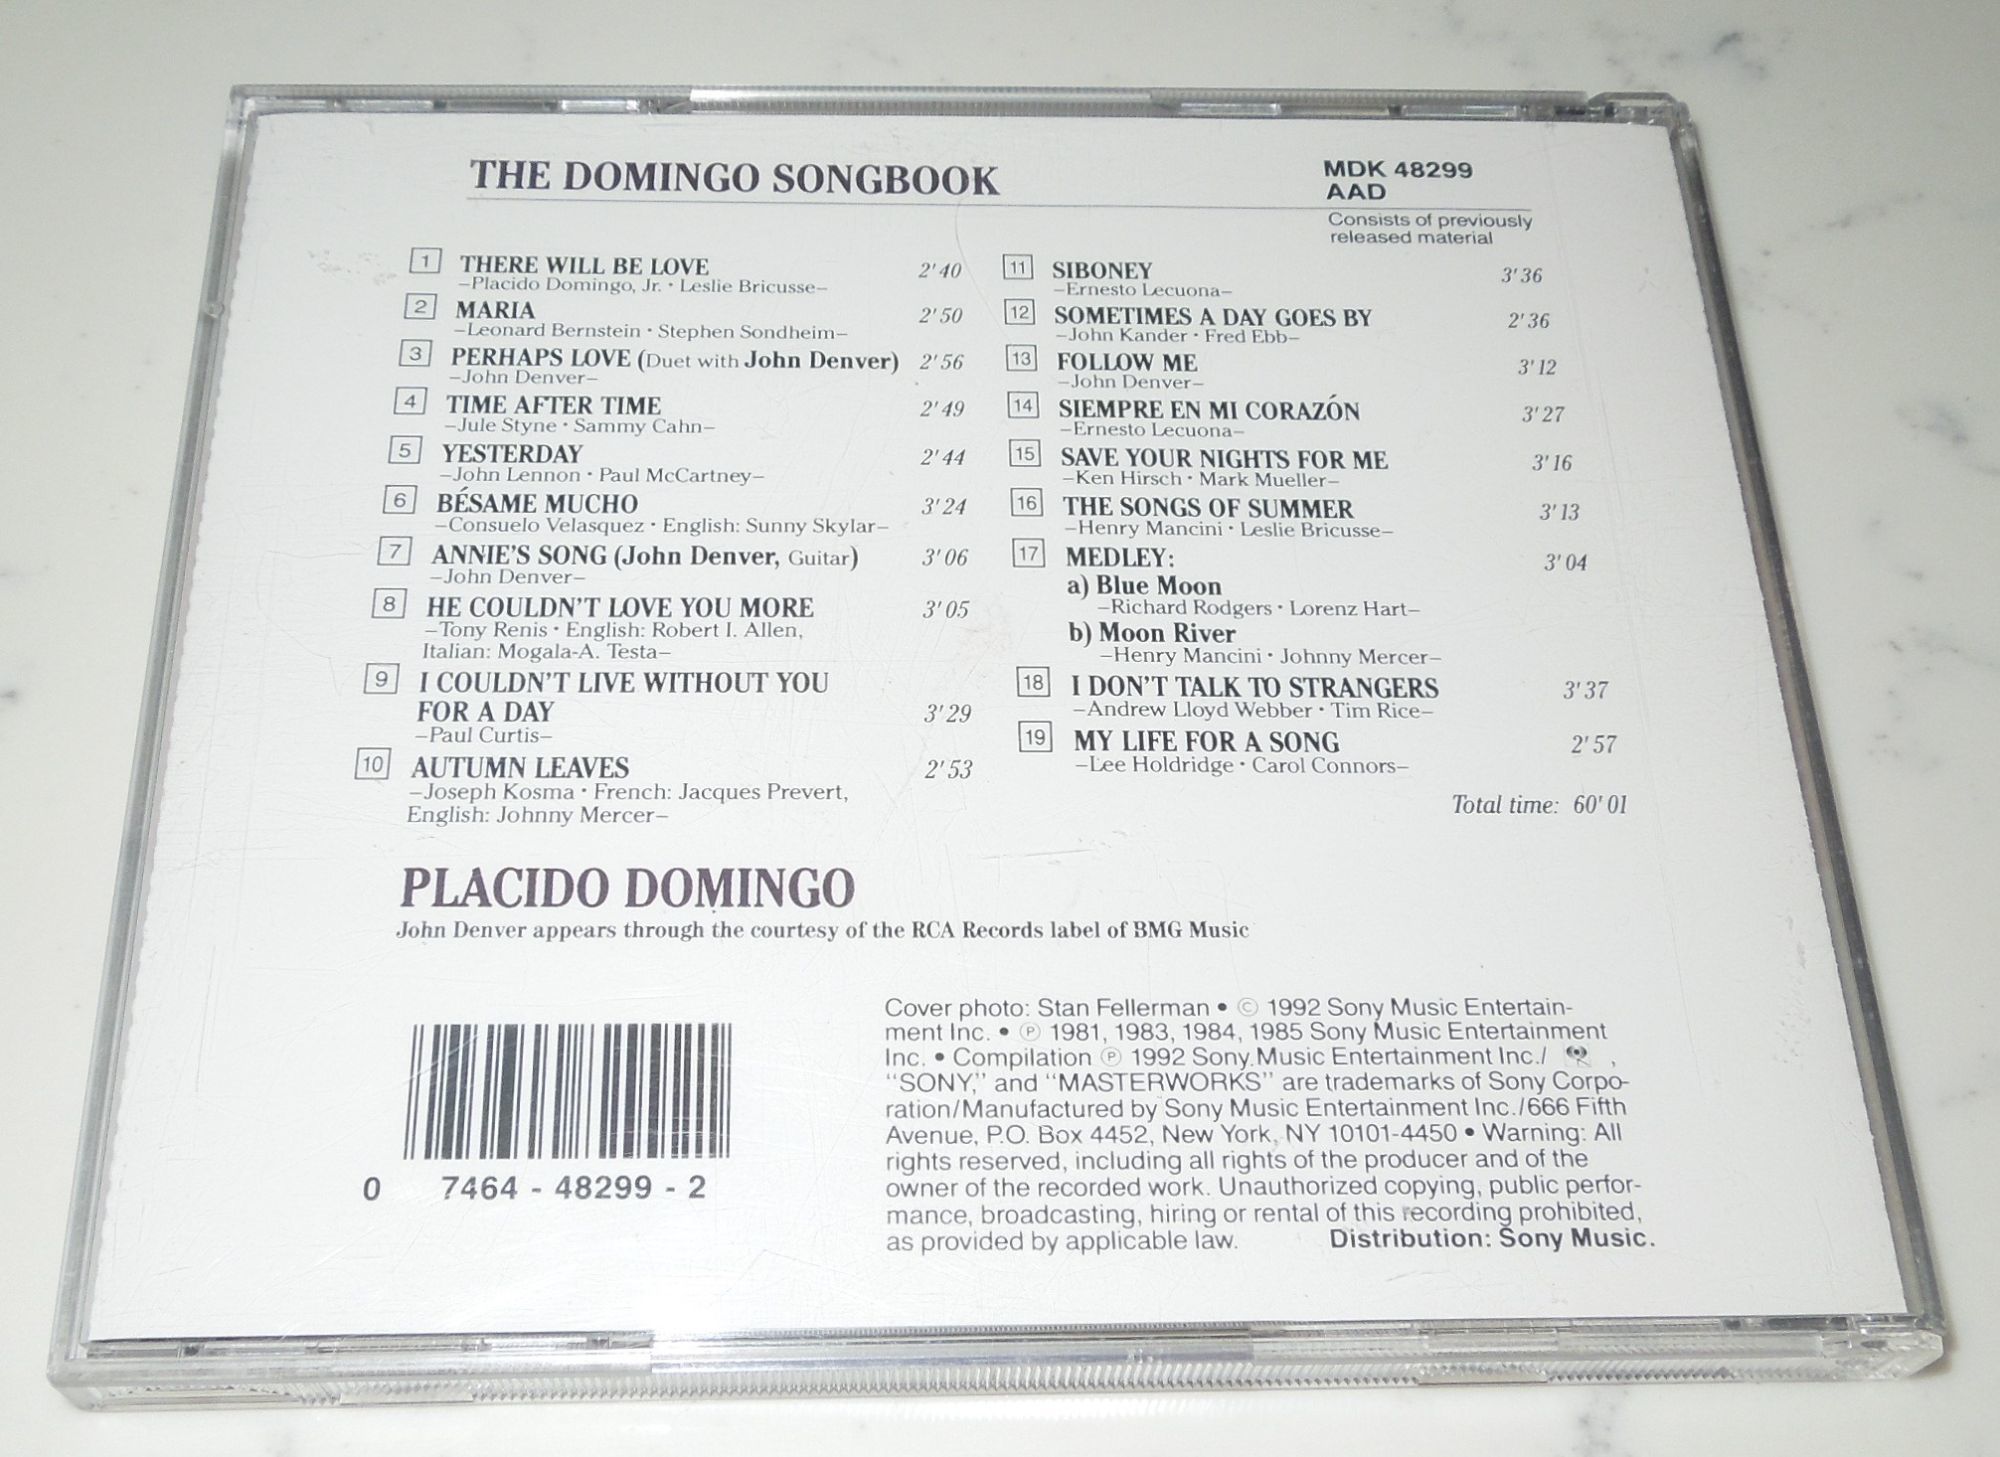 THE DOMINGO SONGBOOK
MDK 48299
AAD
Consists of previously
released material
1 THERE WILL BE LOVE 2'40
–Placido Domingo, Jr. • Leslie Bricusse–
2 MARIA 2'50
–Leonard Bernstein • Stephen Sondheim–
3 PERHAPS LOVE (Duet with John Denver) 2'56
–John Denver–
4 TIME AFTER TIME 2'49
–Jule Styne • Sammy Cahn–
5 YESTERDAY 2'44
–John Lennon • Paul McCartney–
6 BÉSAME MUCHO 3'24
–Consuelo Velasquez • English: Sunny Skylar–
7 ANNIE'S SONG (John Denver, Guitar) 3'06
–John Denver–
8 HE COULDN'T LOVE YOU MORE 3'05
–Tony Renis • English: Robert I. Allen,
Italian: Mogala-A. Testa–
9 I COULDN'T LIVE WITHOUT YOU
FOR A DAY 3'29
–Paul Curtis–
10 AUTUMN LEAVES 2'53
–Joseph Kosma • French: Jacques Prevert,
English: Johnny Mercer–
11 SIBONEY 3'36
–Ernesto Lecuona–
12 SOMETIMES A DAY GOES BY 2'36
–John Kander • Fred Ebb–
13 FOLLOW ME 3'12
–John Denver–
14 SIEMPRE EN MI CORAZÓN 3'27
–Ernesto Lecuona–
15 SAVE YOUR NIGHTS FOR ME 3'16
–Ken Hirsch • Mark Mueller–
16 THE SONGS OF SUMMER 3'13
–Henry Mancini • Leslie Bricusse–
17 MEDLEY: 3'04
a) Blue Moon
–Richard Rodgers • Lorenz Hart–
b) Moon River
–Henry Mancini • Johnny Mercer–
18 I DON'T TALK TO STRANGERS 3'37
–Andrew Lloyd Webber • Tim Rice–
19 MY LIFE FOR A SONG 2'57
–Lee Holdridge • Carol Connors–
Total time: 60'01
PLACIDO DOMINGO
John Denver appears through the courtesy of the RCA Records label of BMG Music
Cover photo: Stan Fellerman • © 1992 Sony Music Entertain-
ment Inc. • ℗ 1981, 1983, 1984, 1985 Sony Music Entertainment
Inc. • Compilation ℗ 1992 Sony Music Entertainment Inc./ ,
"SONY," and "MASTERWORKS" are trademarks of Sony Corpo-
ration/Manufactured by Sony Music Entertainment Inc./666 Fifth
Avenue, P.O. Box 4452, New York, NY 10101-4450 • Warning: All
rights reserved, including all rights of the producer and of the
owner of the recorded work. Unauthorized copying, public perfor-
mance, broadcasting, hiring or rental of this recording prohibited,
as provided by applicable law. Distribution: Sony Music.
0 7464 - 48299 - 2